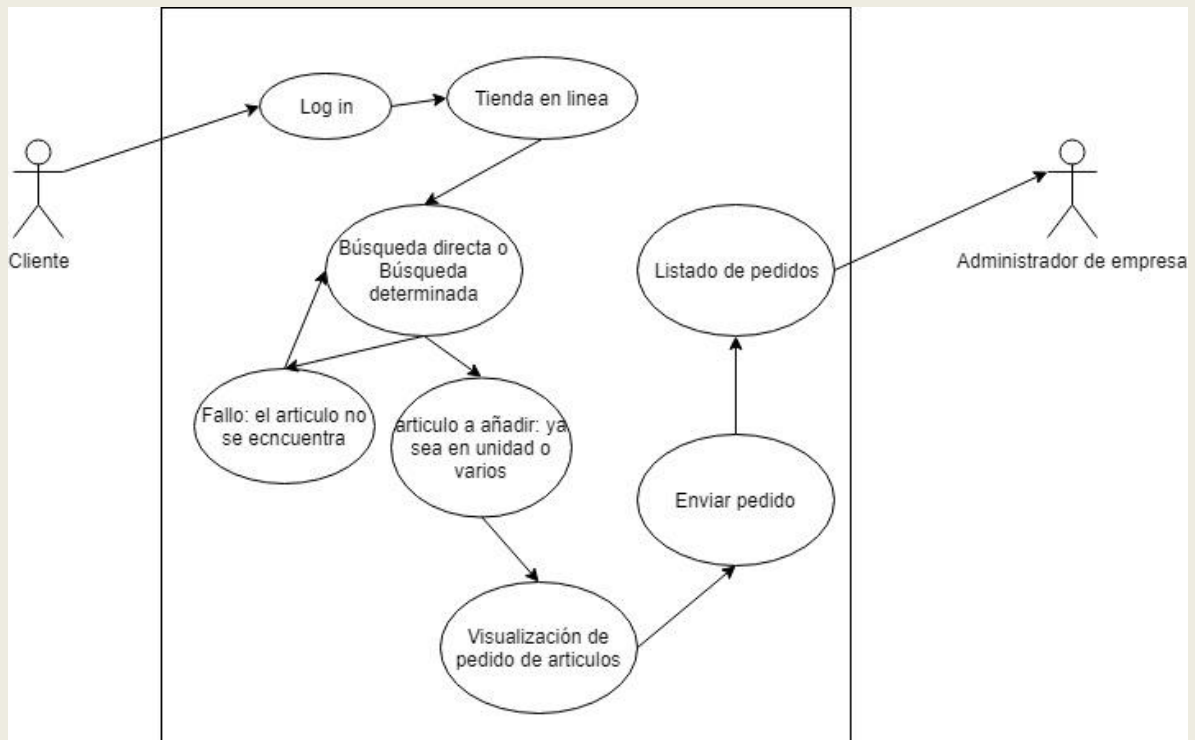 Log in
Tienda en linea
Cliente
Búsqueda directa o
Búsqueda
determinada
Listado de pedidos
Administrador de empresa
Fallo: el articulo no
se ecncuentra
articulo a añadir: ya
sea en unidad o
varios
Enviar pedido
Visualización de
pedido de articulos